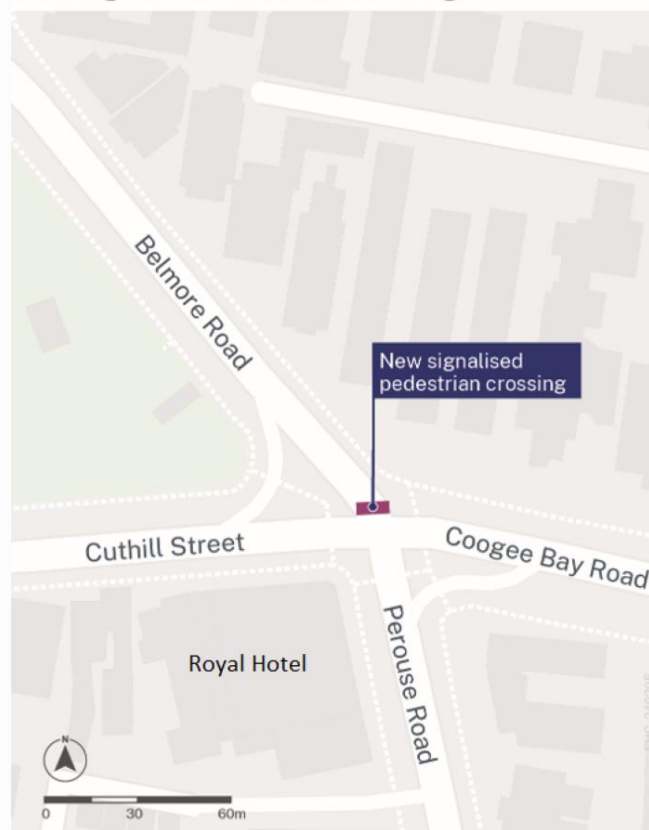 Belmore Road
New signalised
pedestrian crossing
Cuthill Street
Coogee Bay Road
Royal Hotel
Perouse Road
N
0 30 60m